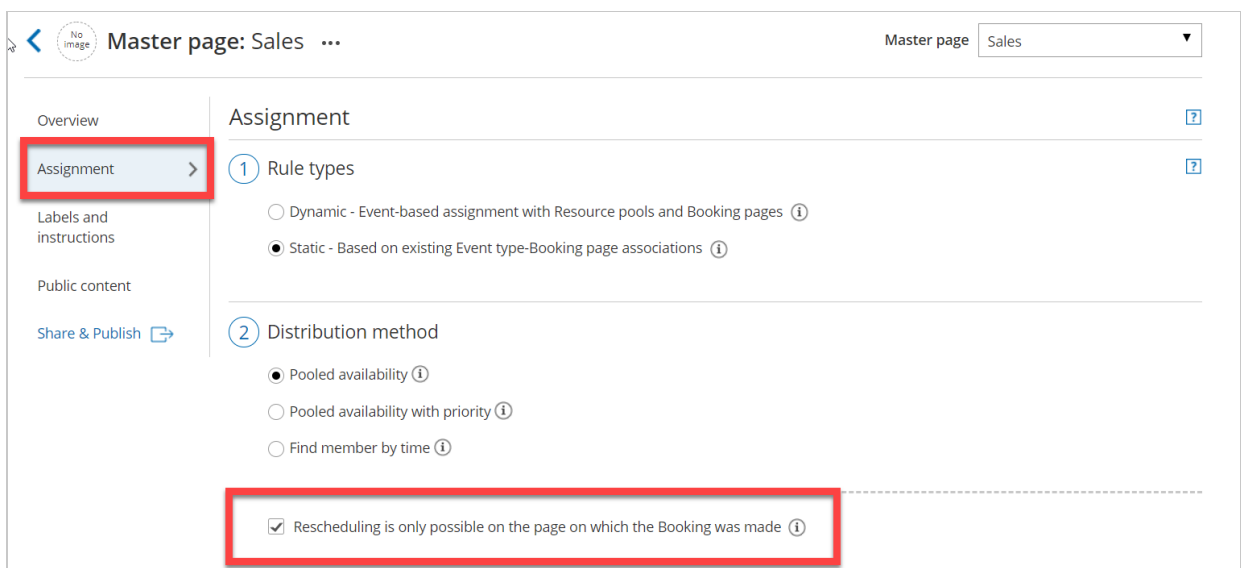 No
image
Master page: Sales ...
Master page Sales
Overview
Assignment
Labels and
instructions
Public content
Share & Publish
Assignment
?
1 Rule types
?
Dynamic - Event-based assignment with Resource pools and Booking pages i
Static - Based on existing Event type-Booking page associations i
2 Distribution method
Pooled availability i
Pooled availability with priority i
Find member by time i
Rescheduling is only possible on the page on which the Booking was made i